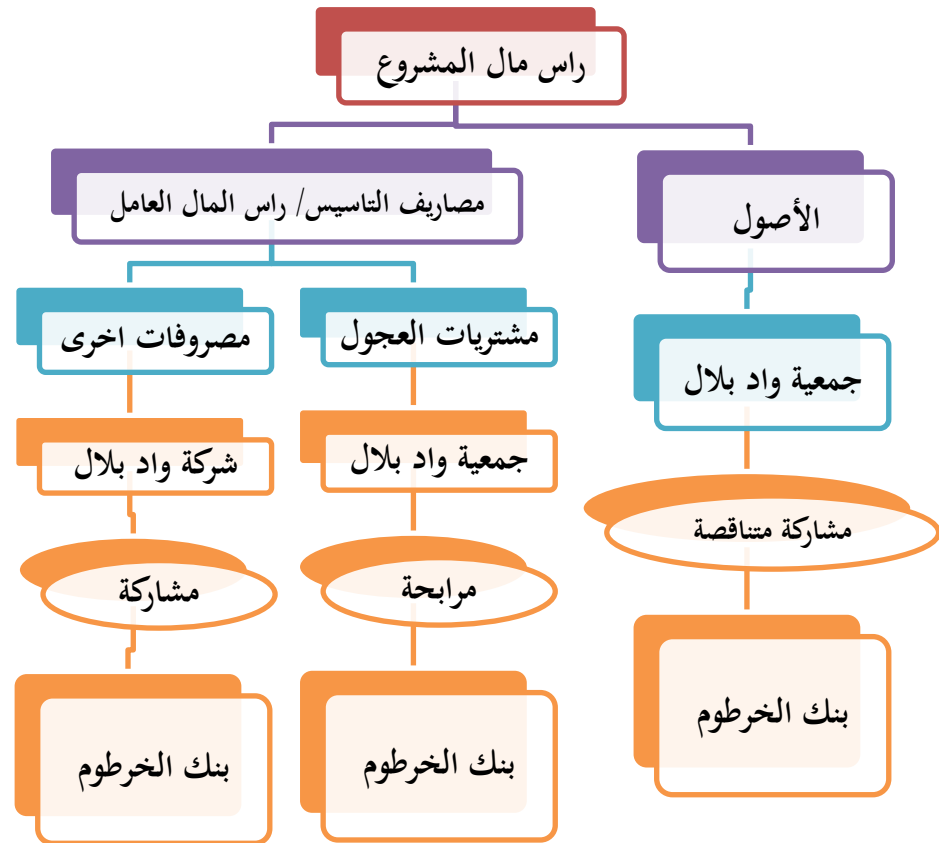 راس مال المشروع
الأصول
مصاريف التاسيس/ راس المال العامل
جمعية واد بلال
مشتريات العجول
مصروفات اخرى
مشاركة متناقصة
جمعية واد بلال
شركة واد بلال
بنك الخرطوم
مرابحة
مشاركة
بنك الخرطوم
بنك الخرطوم